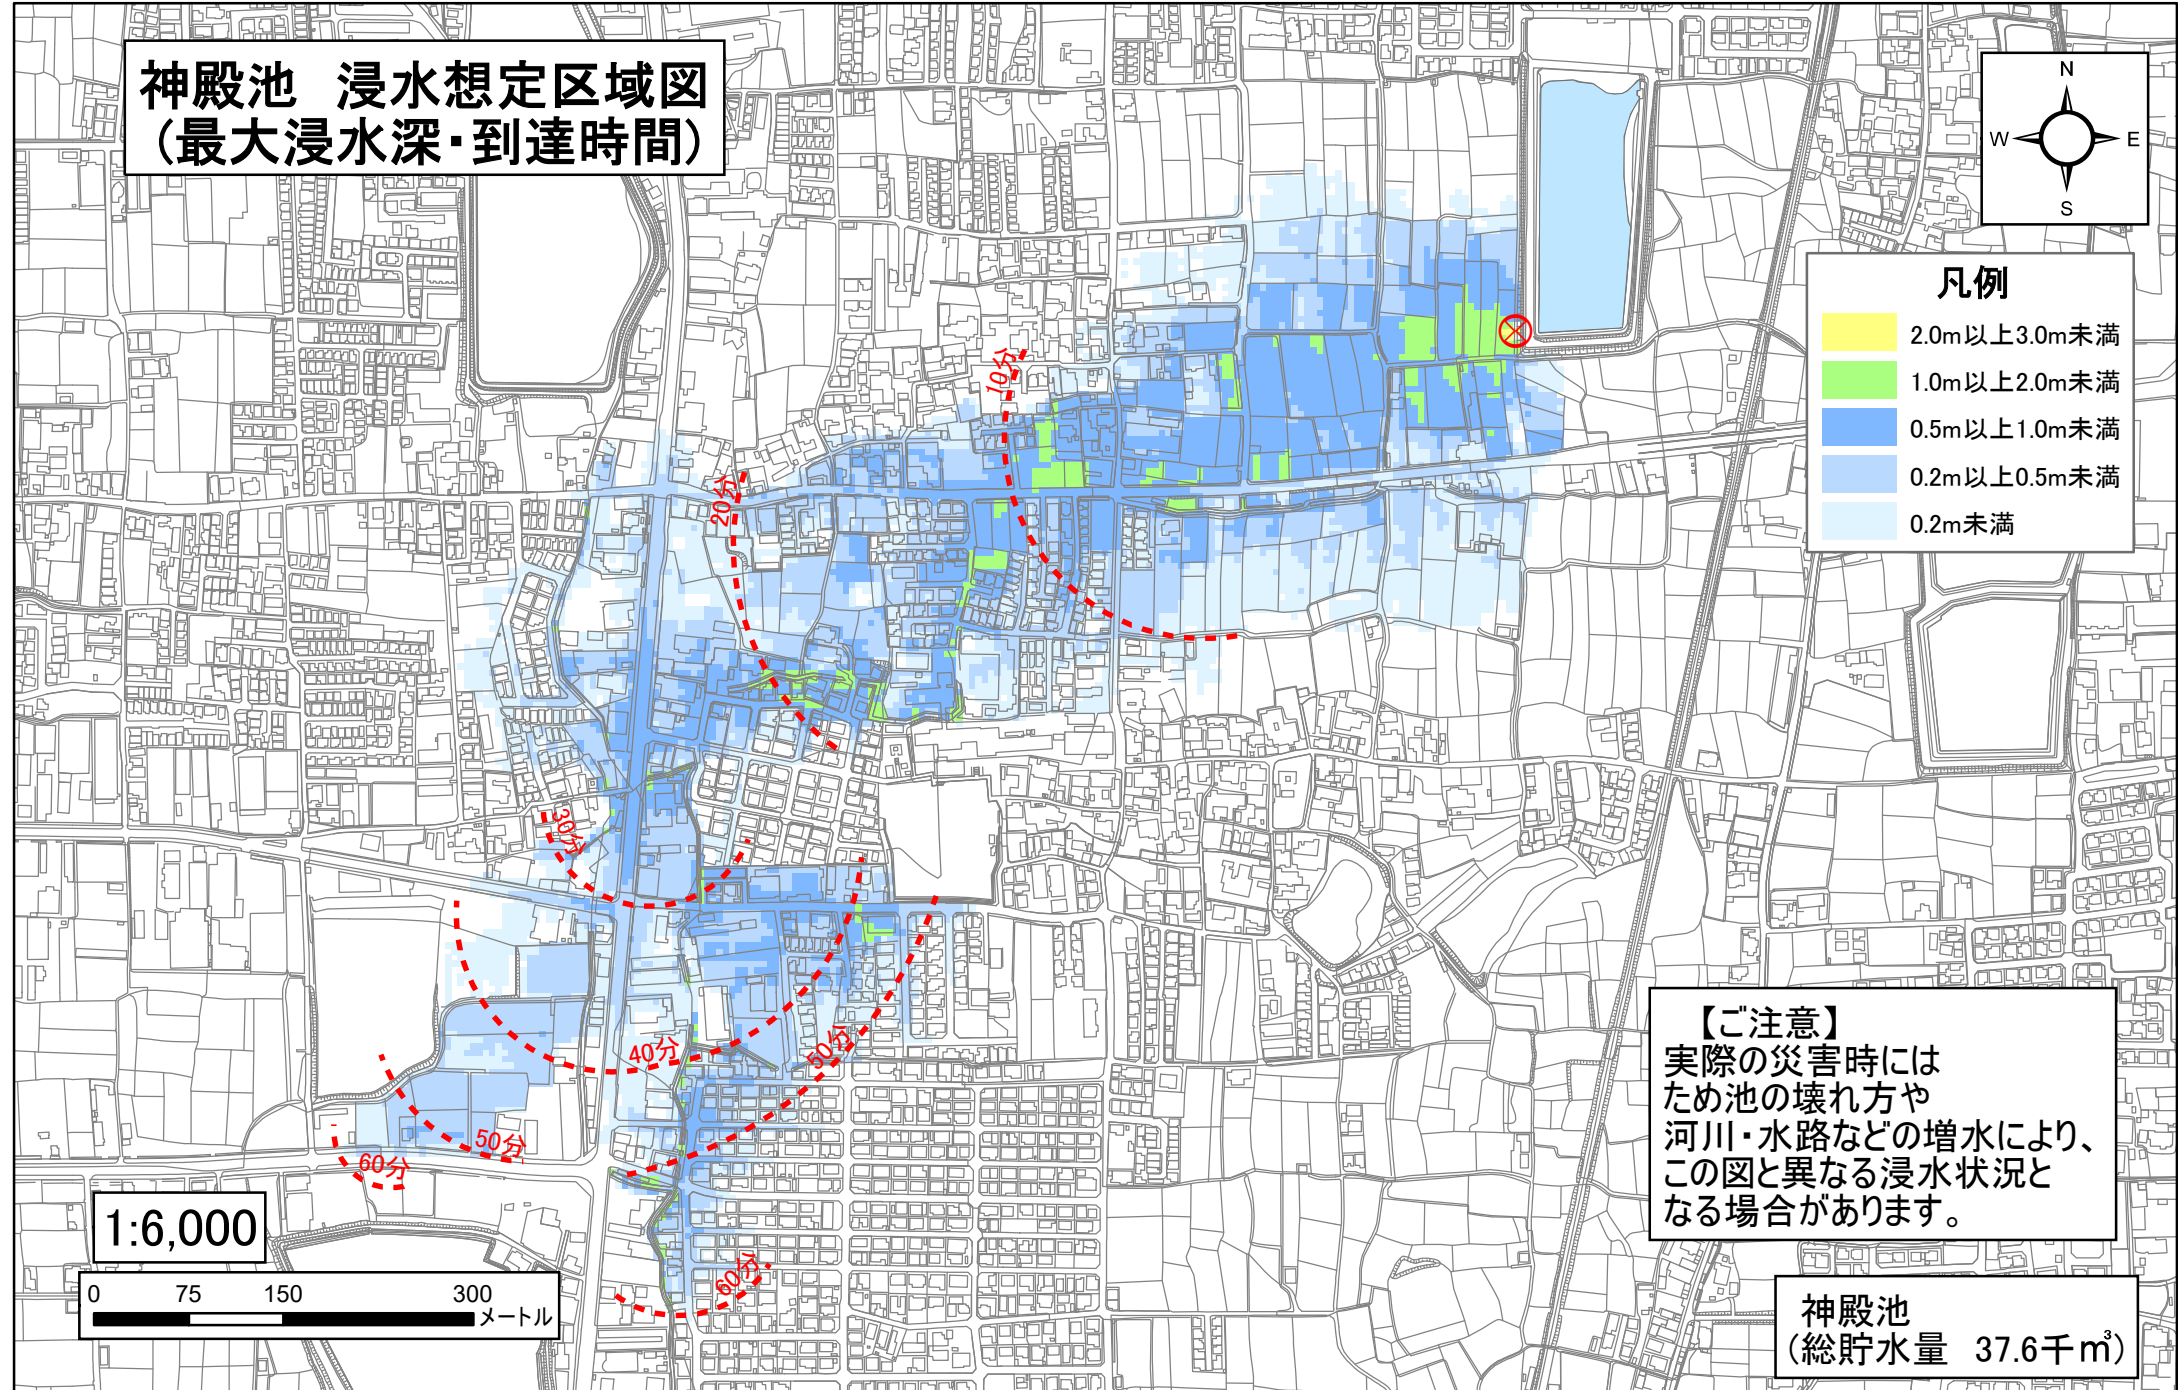 神殿池　浸水想定区域図
（最大浸水深・到達時間）
N
W
E
S
凡例
2.0m以上3.0m未満
1.0m以上2.0m未満
0.5m以上1.0m未満
0.2m以上0.5m未満
0.2m未満
10分
20分
30分
40分
50分
50分
60分
60分
【ご注意】
実際の災害時には
ため池の壊れ方や
河川・水路などの増水により、
この図と異なる浸水状況と
なる場合があります。
1:6,000
0 75 150 300
メートル
神殿池
（総貯水量　37.6千㎥）